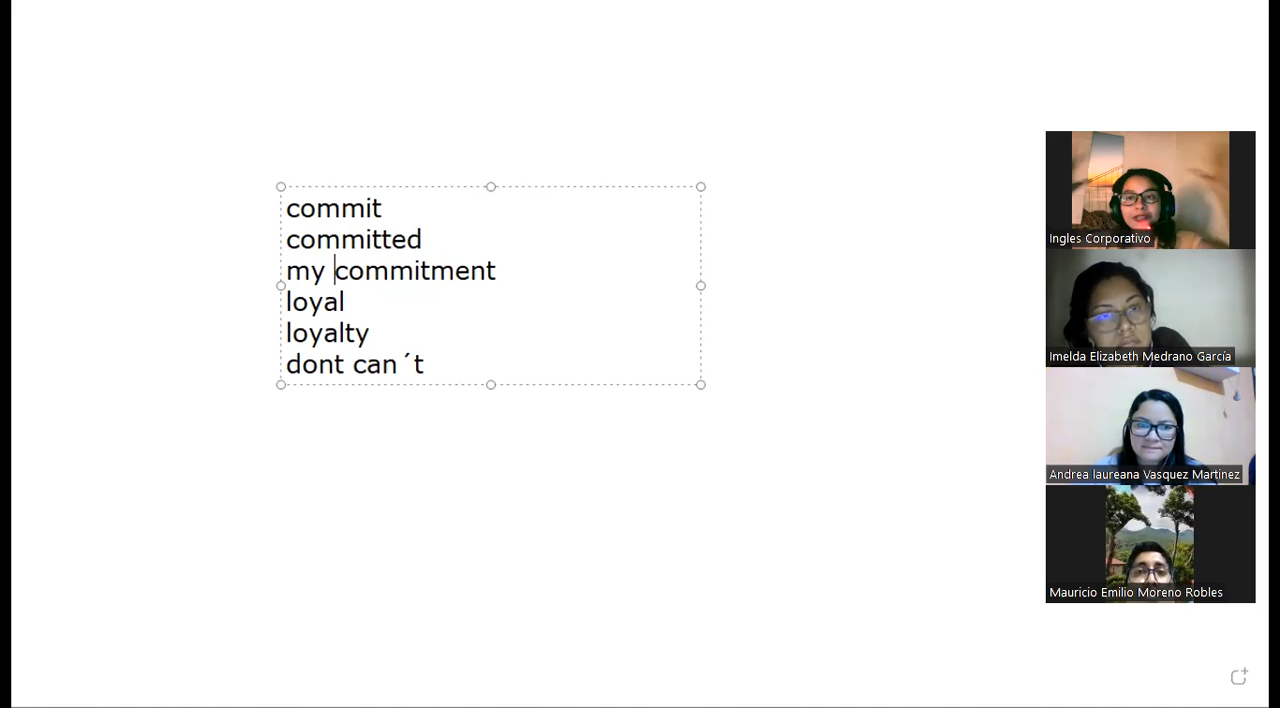 commit
committed
my commitment
loyal
loyalty
dont can´t
Ingles Corporativo
Imelda Elizabeth Medrano García
Andrea laureana Vasquez Martinez
Mauricio Emilio Moreno Robles